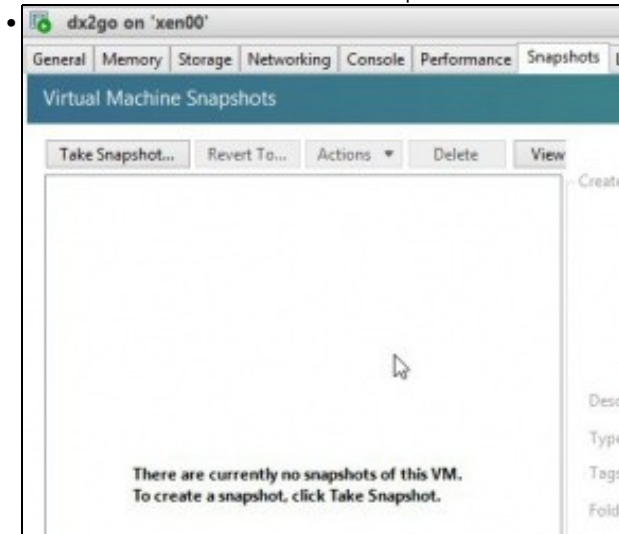 dx2go on 'xen00'
General Memory Storage Networking Console Performance Snapshots
Virtual Machine Snapshots
Take Snapshot... Revert To... Actions Delete View
There are currently no snapshots of this VM.
To create a snapshot, click Take Snapshot.